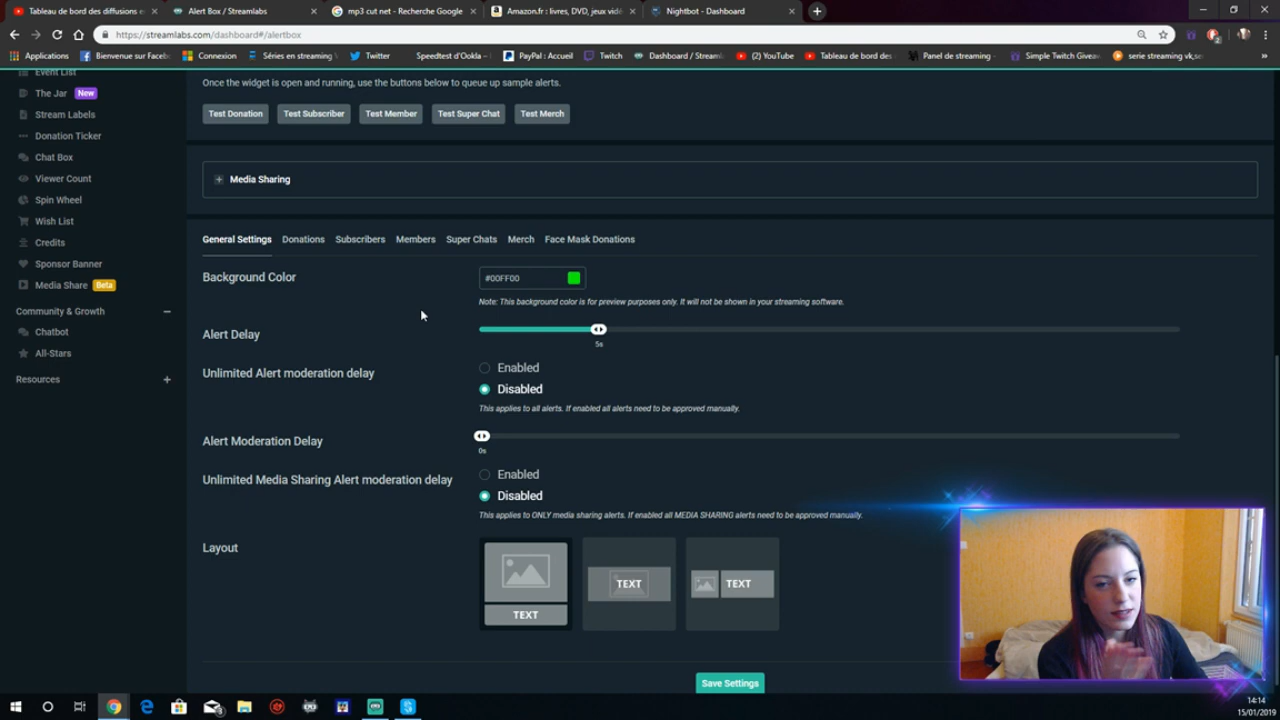 Tableau de bord des diffusions e
Alert Box / Streamlabs
mp3 cut net - Recherche Google
Amazon.fr : livres, DVD, jeux vidé
Nightbot - Dashboard
https://streamlabs.com/dashboard#/alertbox
Applications
Bienvenue sur Faceb
Connexion
Séries en streaming
Twitter
Speedtest d'Ookla –
PayPal : Accueil
Twitch
Dashboard / Streaml
(2) YouTube
Tableau de bord des
Panel de streaming -
Simple Twitch Givea
serie streaming vk,se
Event List
The Jar New
Stream Labels
Donation Ticker
Chat Box
Viewer Count
Spin Wheel
Wish List
Credits
Sponsor Banner
Media Share Beta
Community & Growth
Chatbot
All-Stars
Resources
Once the widget is open and running, use the buttons below to queue up sample alerts.
Test Donation
Test Subscriber
Test Member
Test Super Chat
Test Merch
Media Sharing
General Settings
Donations
Subscribers
Members
Super Chats
Merch
Face Mask Donations
Background Color
#00FF00
Note: This background color is for preview purposes only. It will not be shown in your streaming software.
Alert Delay
5s
Unlimited Alert moderation delay
Enabled
Disabled
This applies to all alerts. If enabled all alerts need to be approved manually.
Alert Moderation Delay
0s
Unlimited Media Sharing Alert moderation delay
Enabled
Disabled
This applies to ONLY media sharing alerts. If enabled all MEDIA SHARING alerts need to be approved manually.
Layout
TEXT
TEXT
TEXT
Save Settings
14:14
15/01/2019